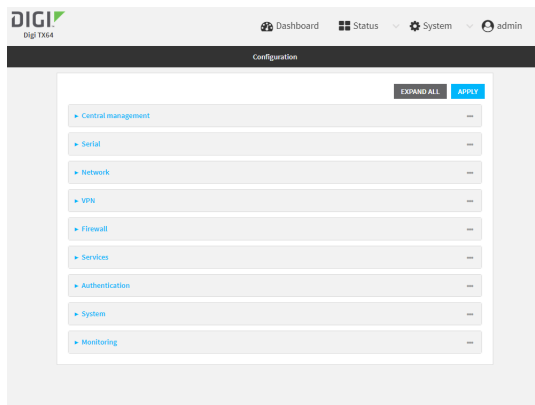 DIGI
Digi TX64
Dashboard Status System admin
Configuration
EXPAND ALL APPLY
Central management
Serial
Network
VPN
Firewall
Services
Authentication
System
Monitoring